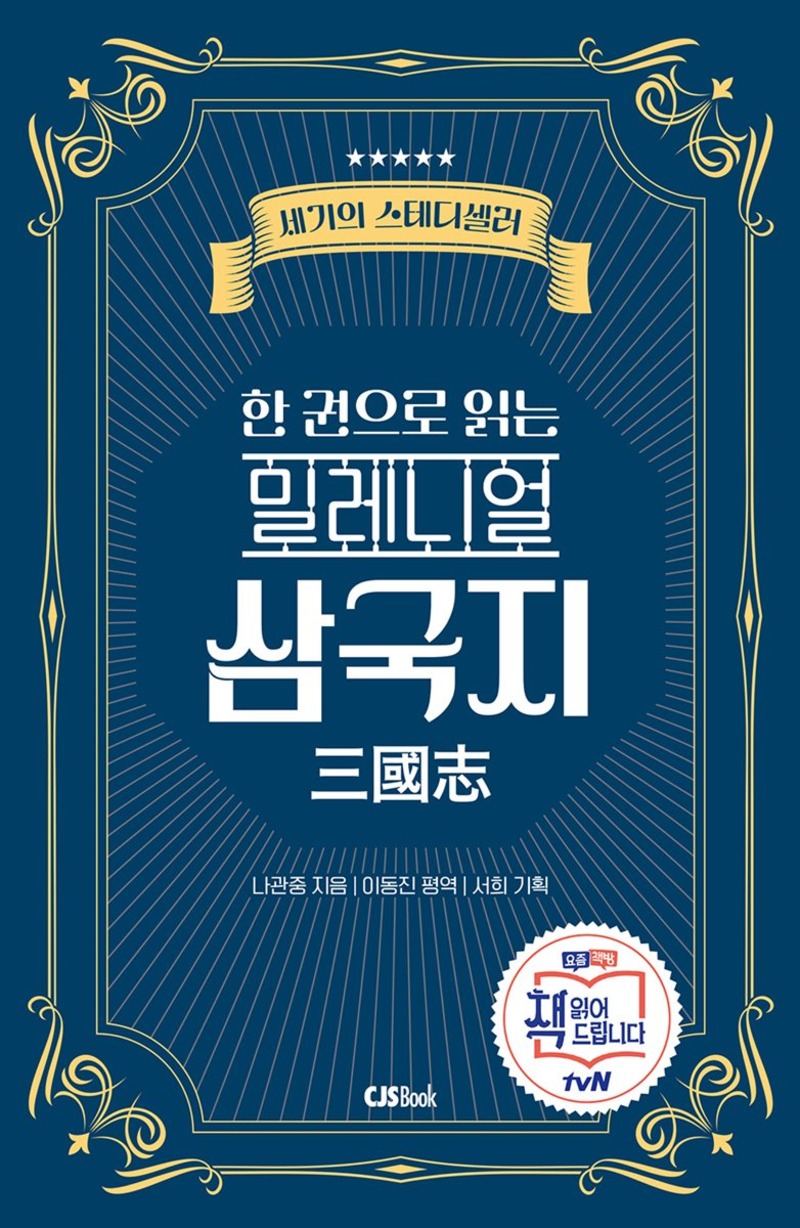 ★★★★★
세기의 스테디셀러
한 권으로 읽는
밀레니얼
삼국지
三國志
나관중 지음 | 이동진 평역 | 서희 기획
요즘 책방
책 읽어
드립니다
tvN
CJSBook